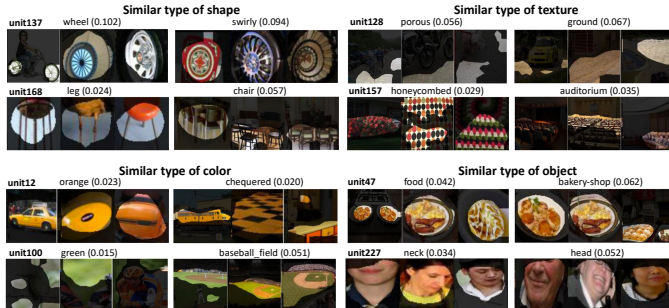 Similar type of shape
unit137 wheel (0.102) swirly (0.094)
unit168 leg (0.024) chair (0.057)
Similar type of texture
unit128 porous (0.056) ground (0.067)
unit157 honeycombed (0.029) auditorium (0.035)
Similar type of color
unit12 orange (0.023) chequered (0.020)
unit100 green (0.015) baseball_field (0.051)
Similar type of object
unit47 food (0.042) bakery-shop (0.062)
unit227 neck (0.034) head (0.052)